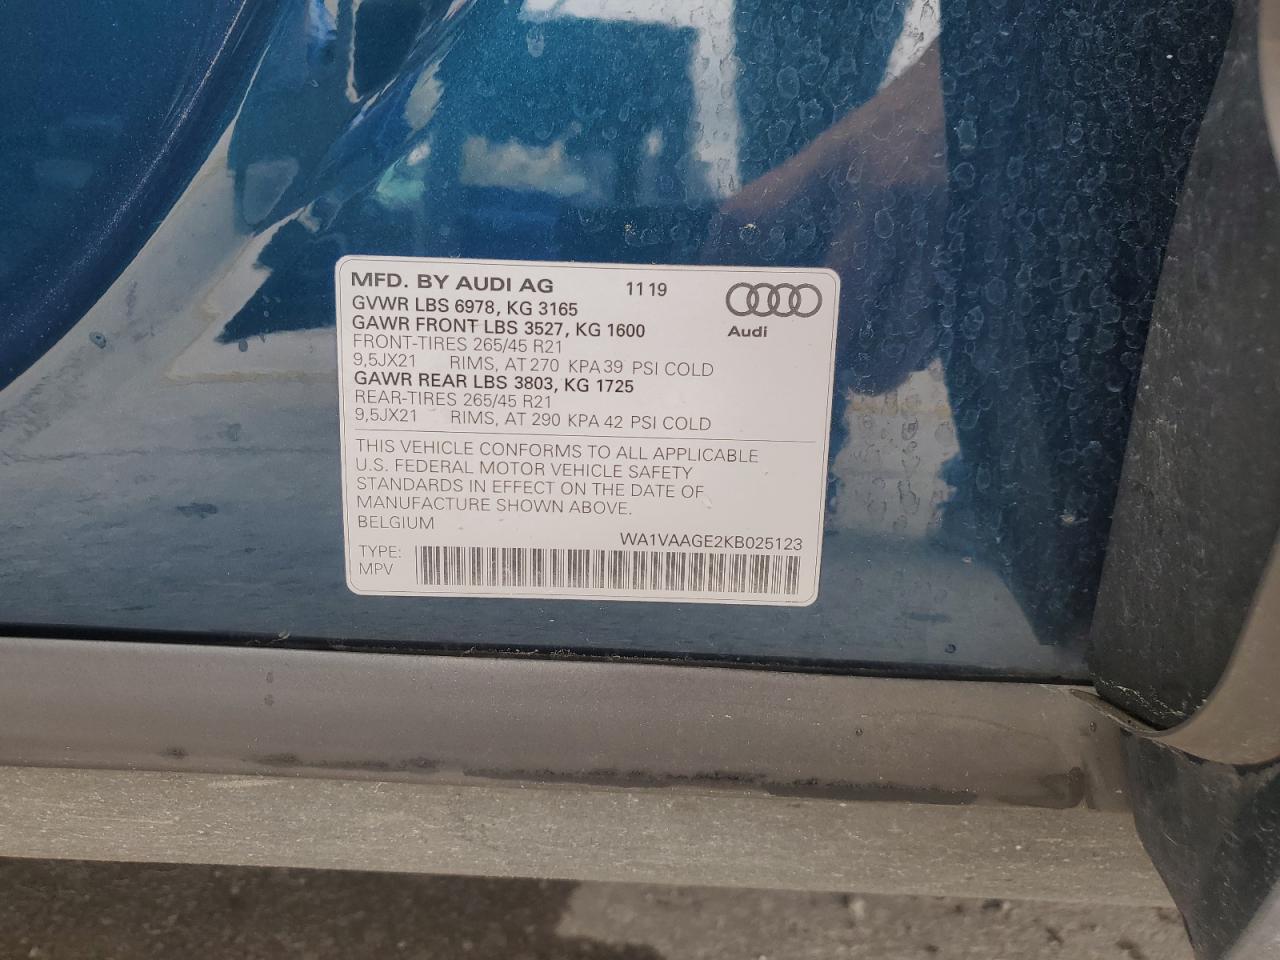 MFD. BY AUDI AG 11 19
GVWR LBS 6978, KG 3165
GAWR FRONT LBS 3527, KG 1600
Audi
FRONT-TIRES 265/45 R21
9,5JX21 RIMS, AT 270 KPA 39 PSI COLD
GAWR REAR LBS 3803, KG 1725
REAR-TIRES 265/45 R21
9,5JX21 RIMS, AT 290 KPA 42 PSI COLD
THIS VEHICLE CONFORMS TO ALL APPLICABLE
U.S. FEDERAL MOTOR VEHICLE SAFETY
STANDARDS IN EFFECT ON THE DATE OF
MANUFACTURE SHOWN ABOVE.
BELGIUM
WA1VAAGE2KB025123
TYPE:
MPV